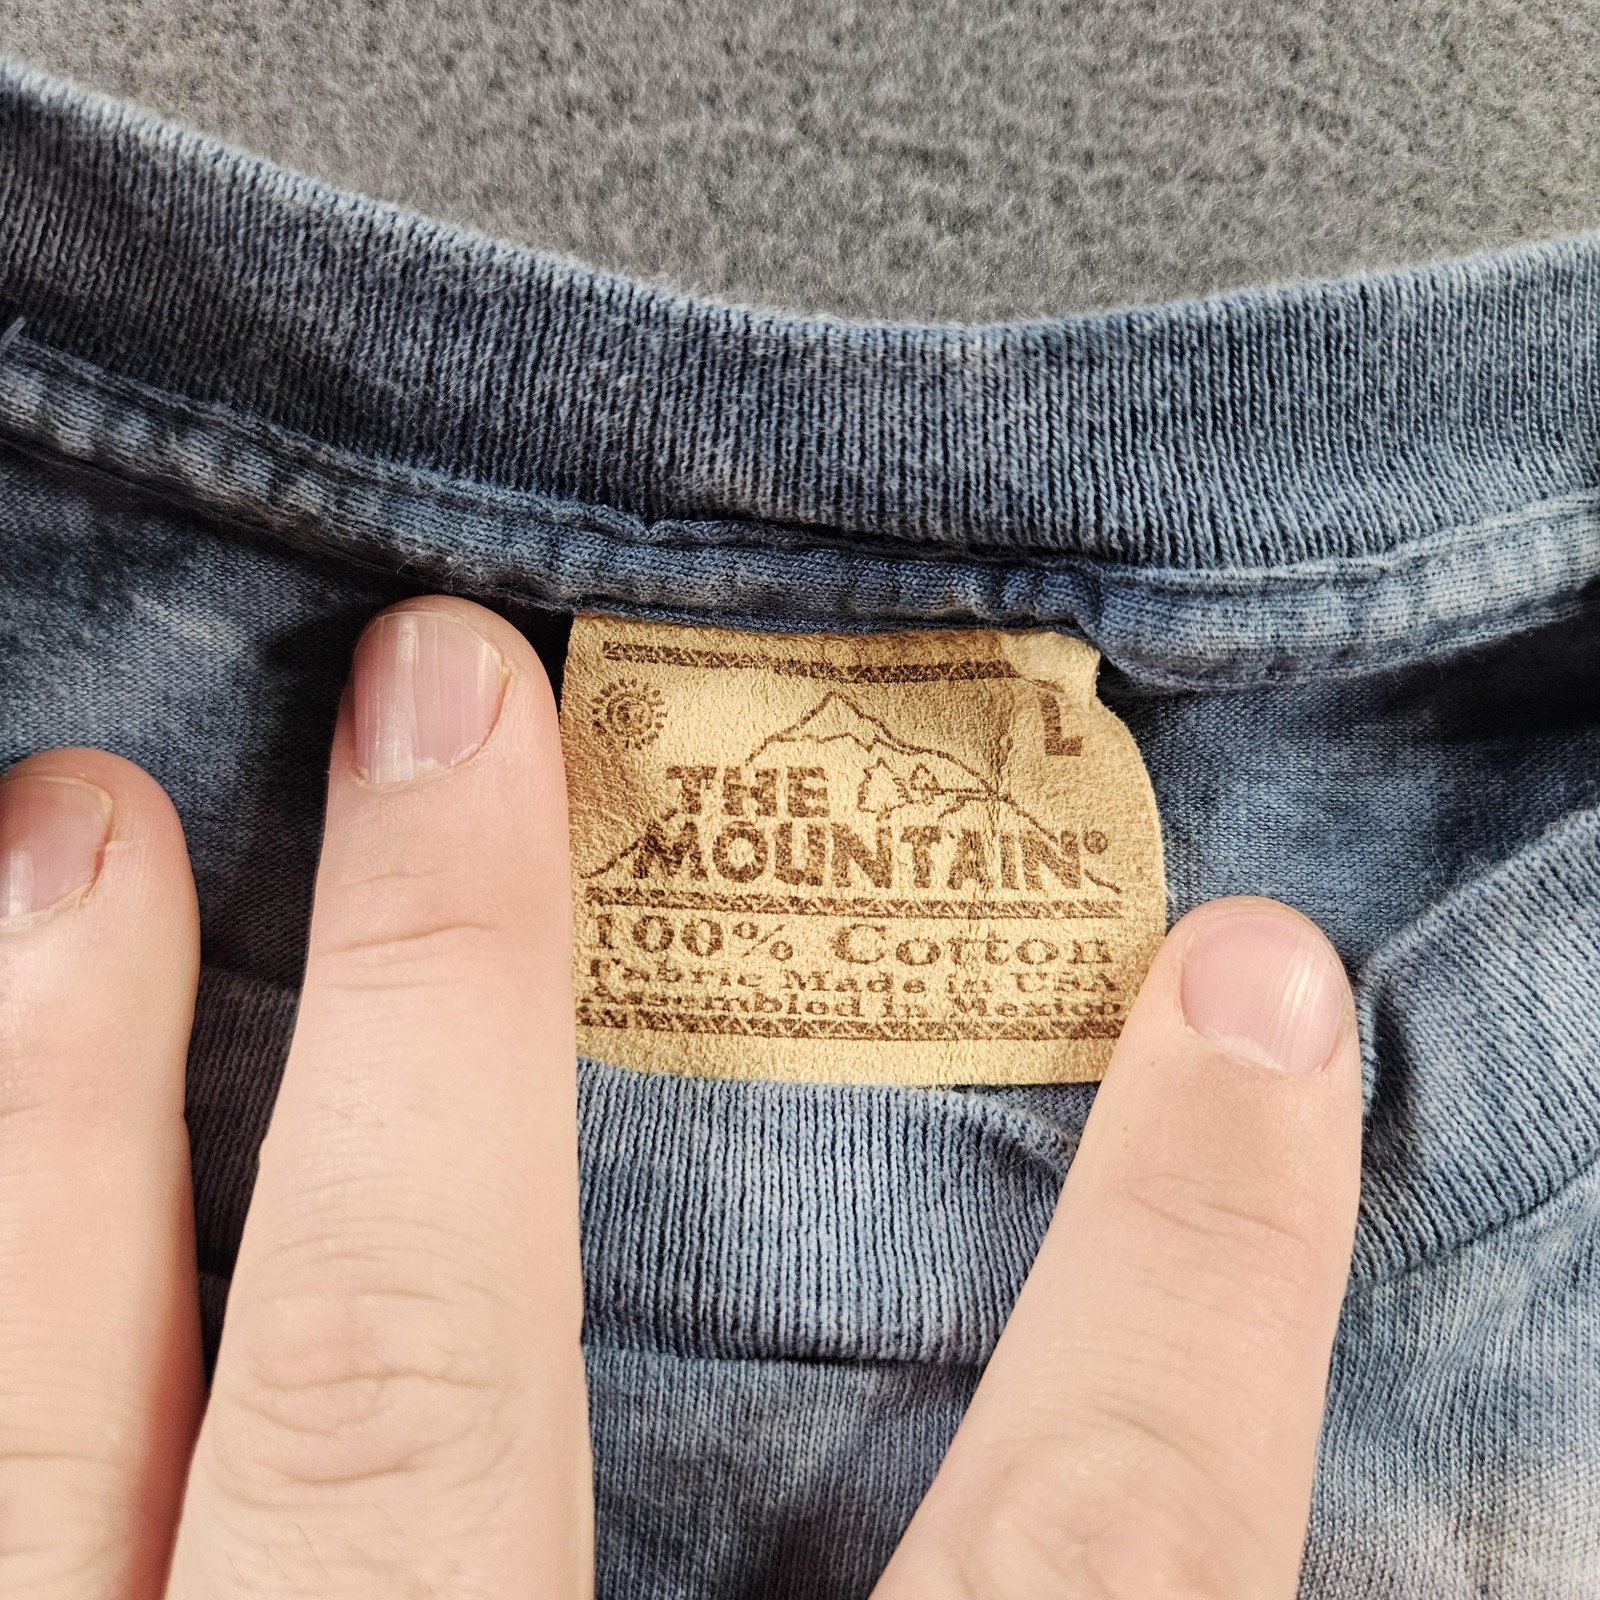 L
THE
MOUNTAIN®
100% Cotton
Fabric Made in USA
Assembled in Mexico